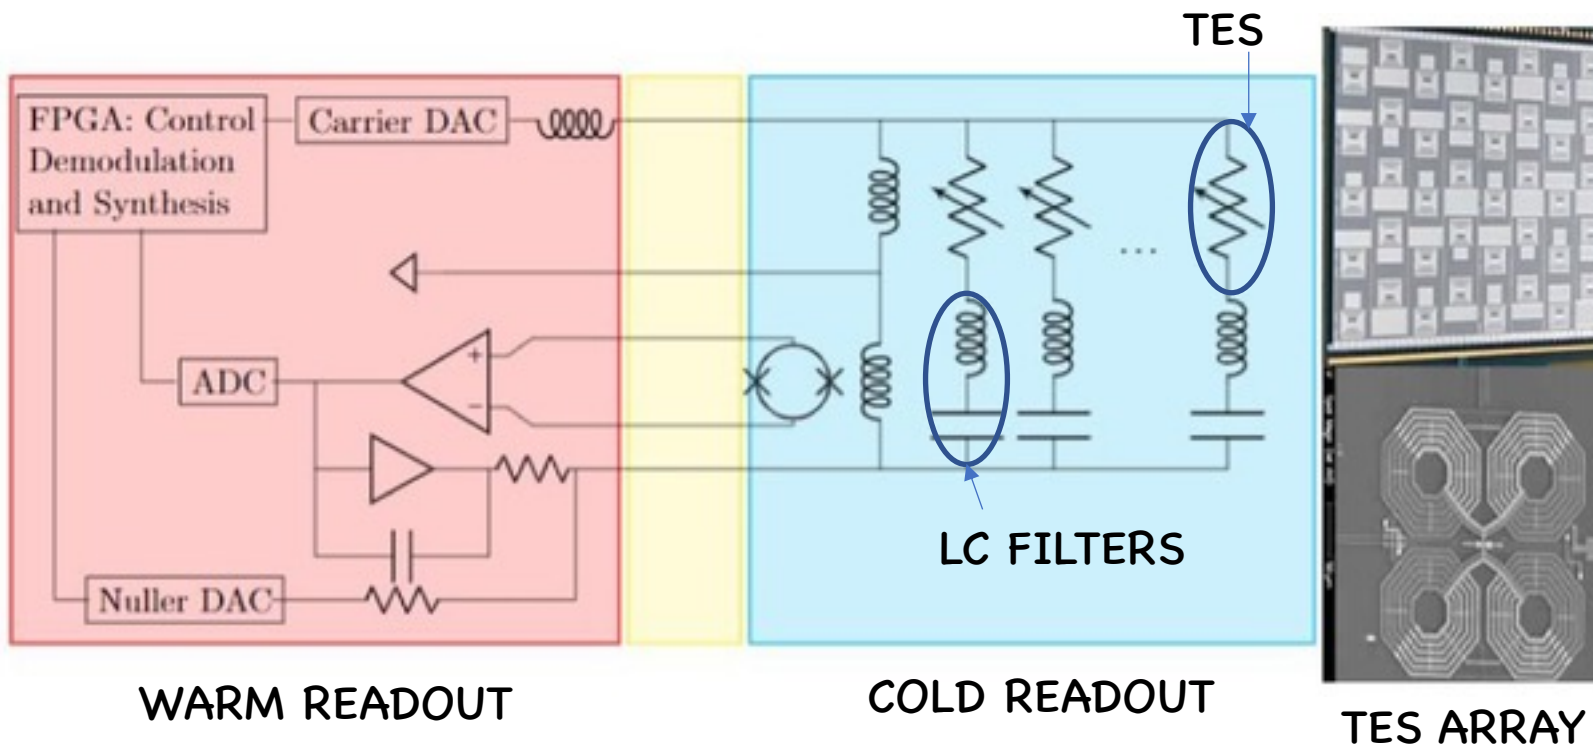 TES
FPGA: Control
Demodulation
and Synthesis
Carrier DAC
+
−
ADC
...
LC FILTERS
Nuller DAC
WARM READOUT
COLD READOUT
TES ARRAY